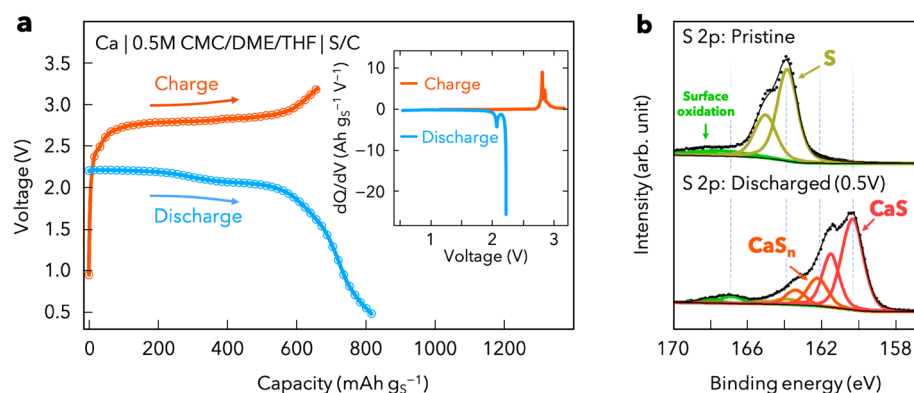 a
Ca | 0.5M CMC/DME/THF | S/C
Charge
Discharge
Voltage (V)
3.5
3.0
2.5
2.0
1.5
1.0
0.5
0 200 400 600 800 1000 1200
Capacity (mAh gS⁻¹)
dQ/dV (Ah gS⁻¹ V⁻¹)
10
0
−10
−20
Charge
Discharge
1 2 3
Voltage (V)
b
S 2p: Pristine
S
Surface
oxidation
S 2p: Discharged (0.5V)
CaS
CaSn
Intensity (arb. unit)
170 166 162 158
Binding energy (eV)